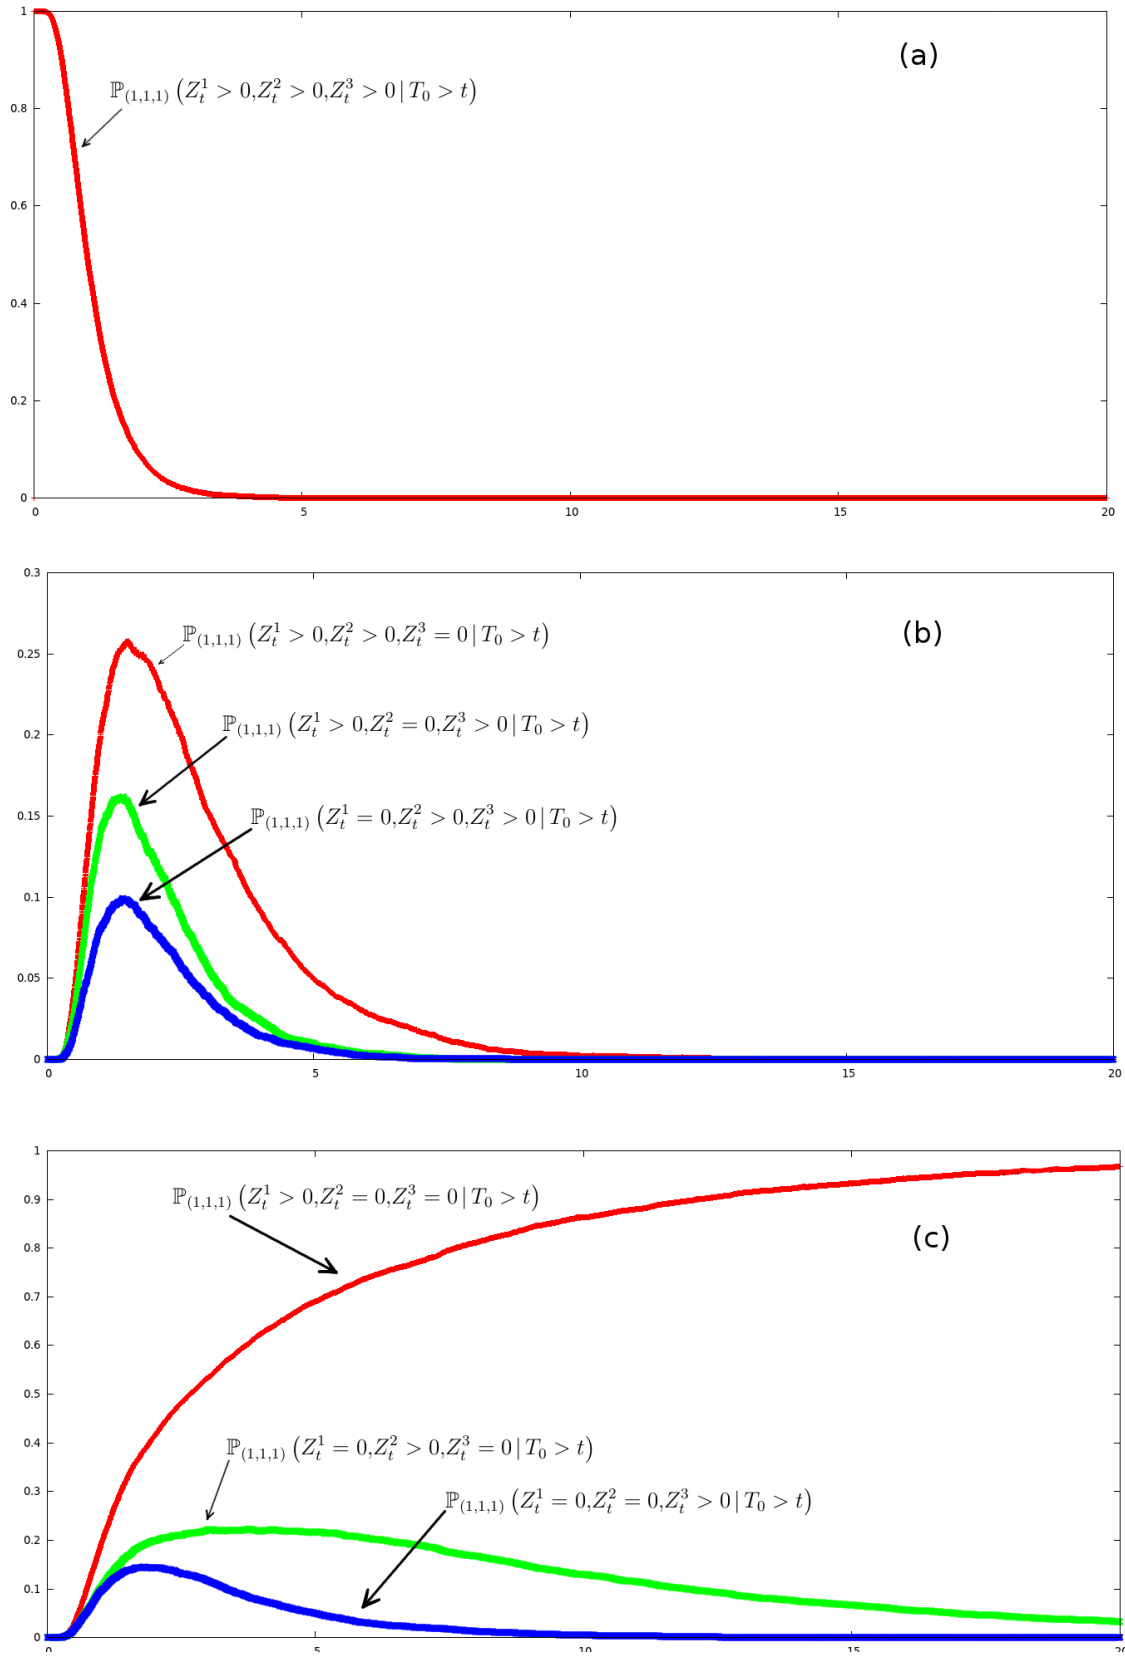 1
(a)
ℙ(1,1,1) (Z_t^1 > 0,Z_t^2 > 0,Z_t^3 > 0 | T_0 > t)
0.8
0.6
0.4
0.2
0
0 5 10 15 20
0.3
(b)
ℙ(1,1,1) (Z_t^1 > 0,Z_t^2 > 0,Z_t^3 = 0 | T_0 > t)
0.25
ℙ(1,1,1) (Z_t^1 > 0,Z_t^2 = 0,Z_t^3 > 0 | T_0 > t)
0.2
ℙ(1,1,1) (Z_t^1 = 0,Z_t^2 > 0,Z_t^3 > 0 | T_0 > t)
0.15
0.1
0.05
0
0 5 10 15 20
1
ℙ(1,1,1) (Z_t^1 > 0,Z_t^2 = 0,Z_t^3 = 0 | T_0 > t)
0.9
(c)
0.8
0.7
0.6
0.5
ℙ(1,1,1) (Z_t^1 = 0,Z_t^2 > 0,Z_t^3 = 0 | T_0 > t)
0.4
ℙ(1,1,1) (Z_t^1 = 0,Z_t^2 = 0,Z_t^3 > 0 | T_0 > t)
0.3
0.2
0.1
0
0 5 10 15 20